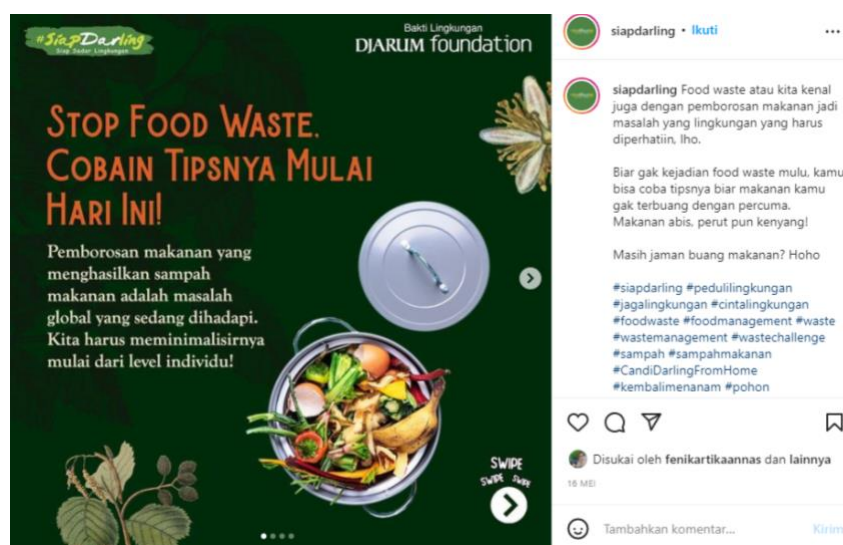 #SiapDarling
Siap Sadar Lingkungan
Bakti Lingkungan
DJARUM foundation
STOP FOOD WASTE.
COBAIN TIPSNYA MULAI
HARI INI!
Pemborosan makanan yang
menghasilkan sampah
makanan adalah masalah
global yang sedang dihadapi.
Kita harus meminimalisirnya
mulai dari level individu!
SWIPE
SWIPE SWIPE
siapdarling • Ikuti
siapdarling Food waste atau kita kenal
juga dengan pemborosan makanan jadi
masalah yang lingkungan yang harus
diperhatiin, lho.
Biar gak kejadian food waste mulu, kamu
bisa coba tipsnya biar makanan kamu
gak terbuang dengan percuma.
Makanan abis, perut pun kenyang!
Masih jaman buang makanan? Hoho
#siapdarling #pedulilingkungan
#jagalingkungan #cintalingkungan
#foodwaste #foodmanagement #waste
#wastemanagement #wastechallenge
#sampah #sampahmakanan
#CandiDarlingFromHome
#kembalimenanam #pohon
Disukai oleh fenikartikaannas dan lainnya
16 MEI
Tambahkan komentar...
Kirim